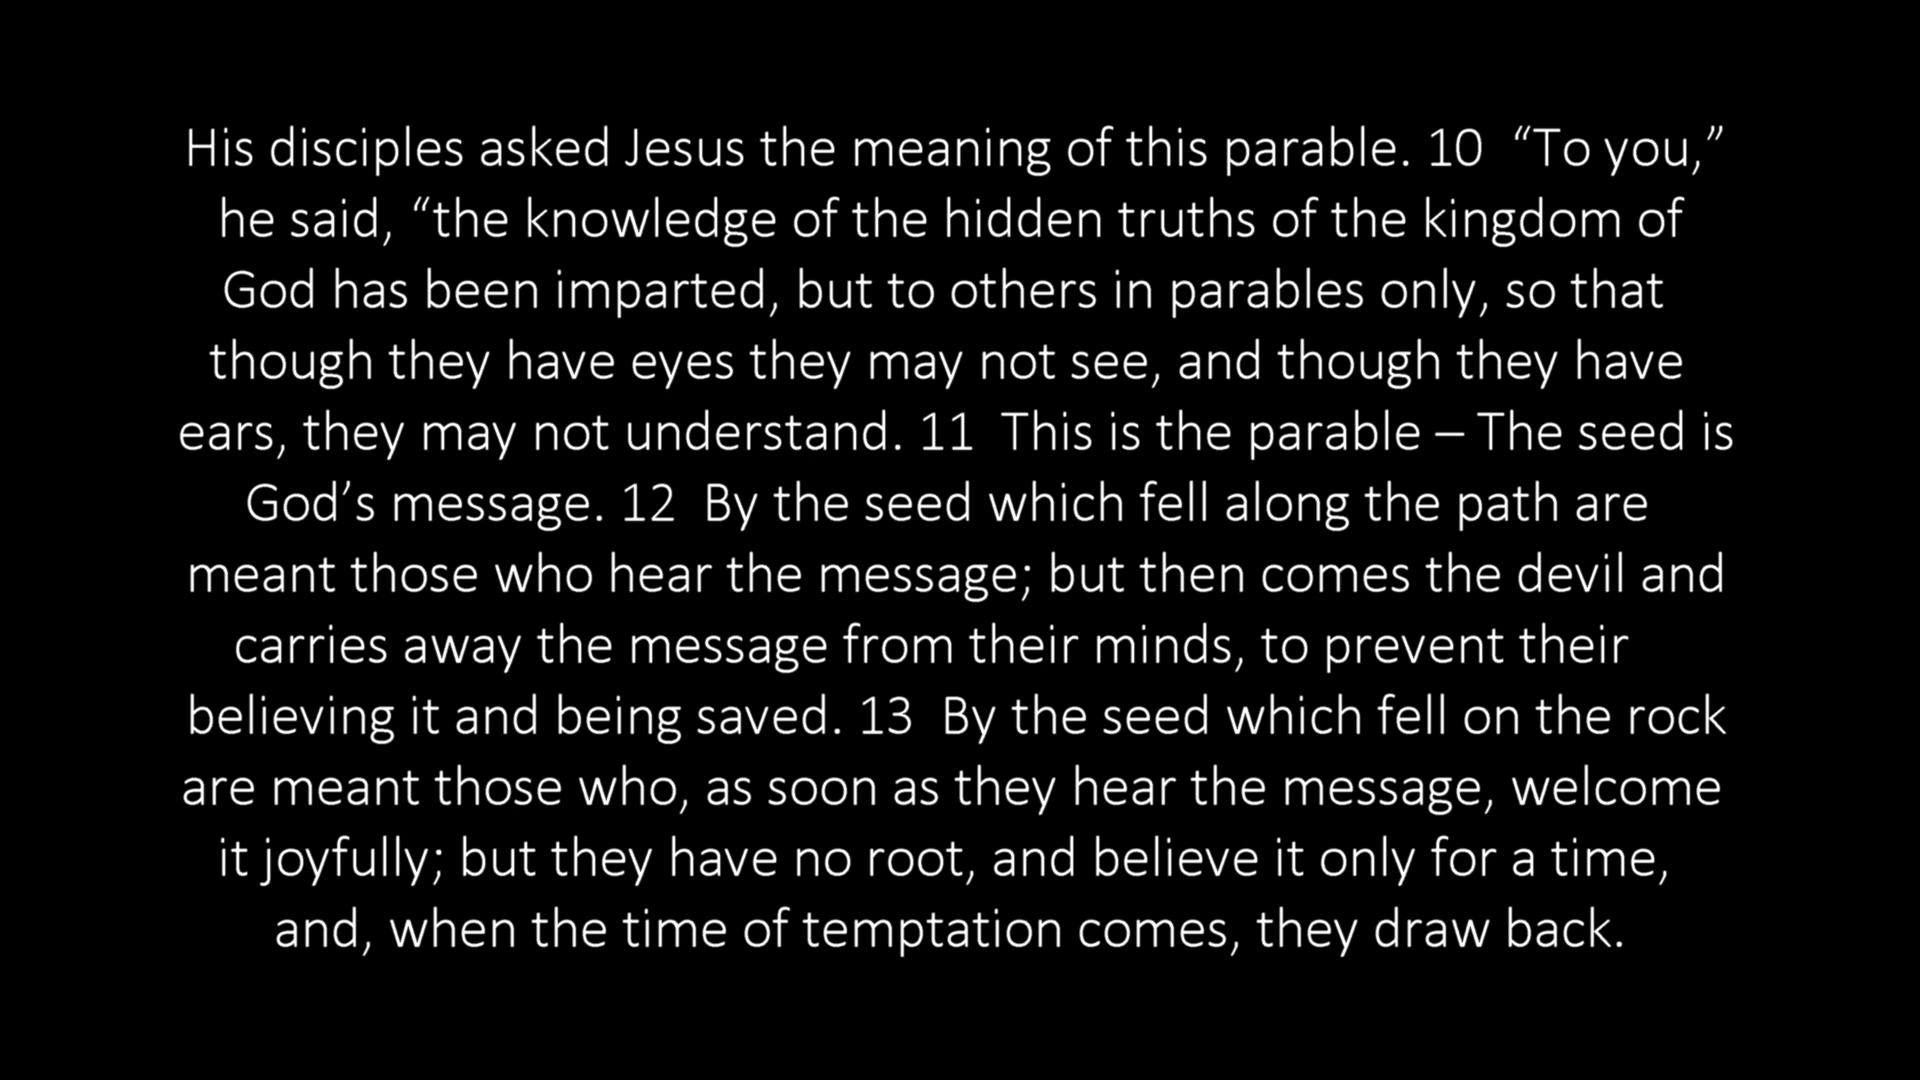 His disciples asked Jesus the meaning of this parable. 10  “To you,”
he said, “the knowledge of the hidden truths of the kingdom of
God has been imparted, but to others in parables only, so that
though they have eyes they may not see, and though they have
ears, they may not understand. 11  This is the parable – The seed is
God’s message. 12  By the seed which fell along the path are
meant those who hear the message; but then comes the devil and
carries away the message from their minds, to prevent their
believing it and being saved. 13  By the seed which fell on the rock
are meant those who, as soon as they hear the message, welcome
it joyfully; but they have no root, and believe it only for a time,
and, when the time of temptation comes, they draw back.